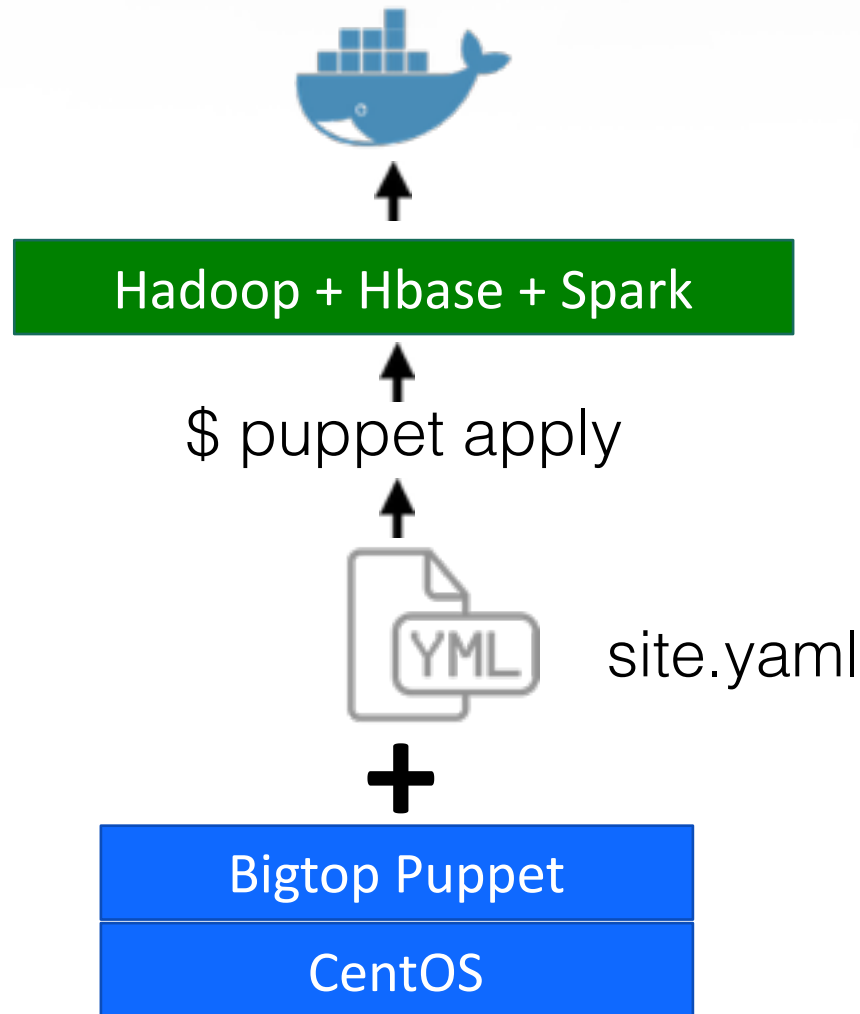 Hadoop + Hbase + Spark
$ puppet apply
YML
site.yaml
Bigtop Puppet
CentOS